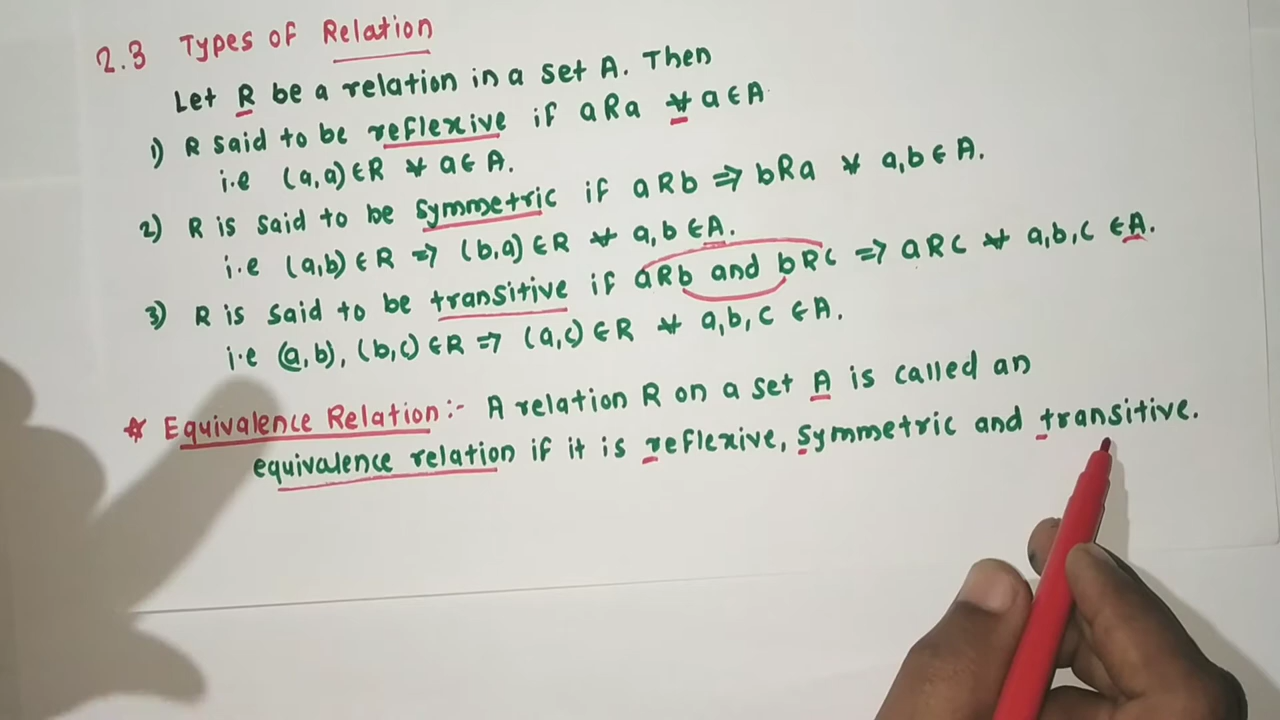 2.3 Types of Relation
Let R be a relation in a set A. Then
1) R said to be reflexive if aRa ∀ a∈A
i.e (a,a)∈R ∀ a∈A.
2) R is said to be symmetric if aRb ⇒ bRa ∀ a,b∈A.
i.e (a,b)∈R ⇒ (b,a)∈R ∀ a,b∈A.
3) R is said to be transitive if aRb and bRc ⇒ aRc ∀ a,b,c ∈A.
i.e (a,b), (b,c)∈R ⇒ (a,c)∈R ∀ a,b,c ∈A.
* Equivalence Relation:- A relation R on a set A is called an
equivalence relation if it is reflexive, symmetric and transitive.